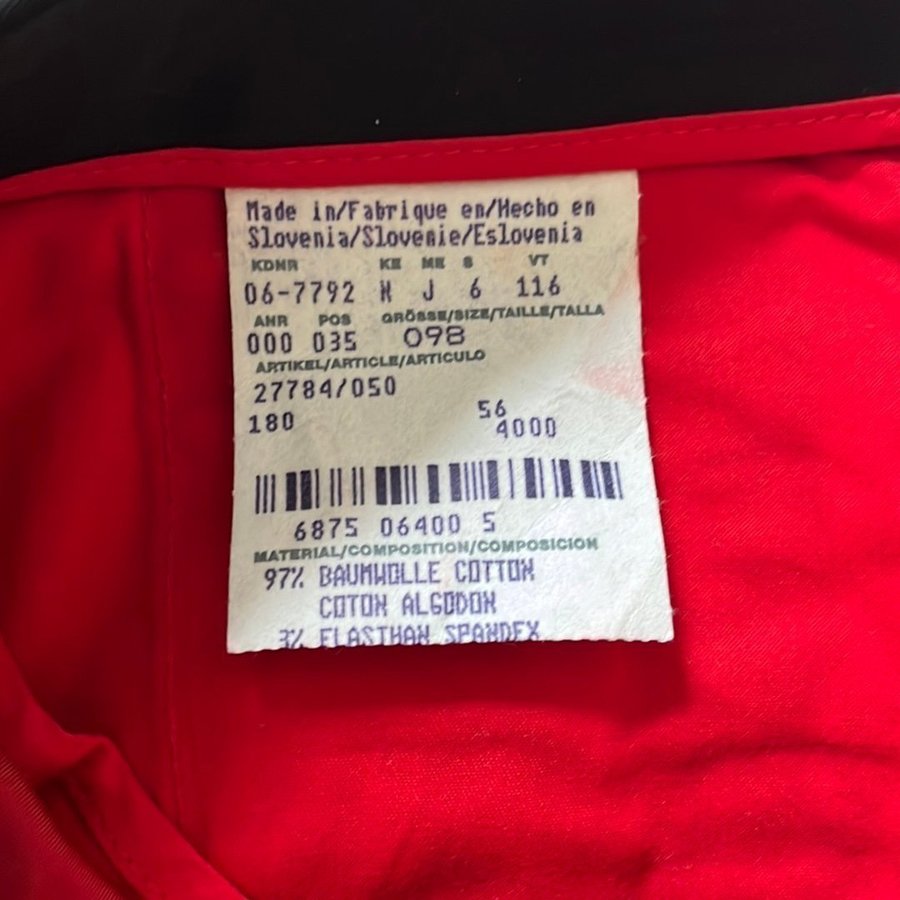 Made in/Fabrique en/Hecho en
Slovenia/Slovenie/Eslovenia
KDNR KE ME S VT
06-7792 N J 6 116
ANR POS GRÖSSE/SIZE/TAILLE/TALLA
000 035 098
ARTIKEL/ARTICLE/ARTICULO
27784/050
180 56
4000
6875 06400 5
MATERIAL/COMPOSITION/COMPOSICION
97% BAUMWOLLE COTTON
COTON ALGODON
3% ELASTHAN SPANDEX